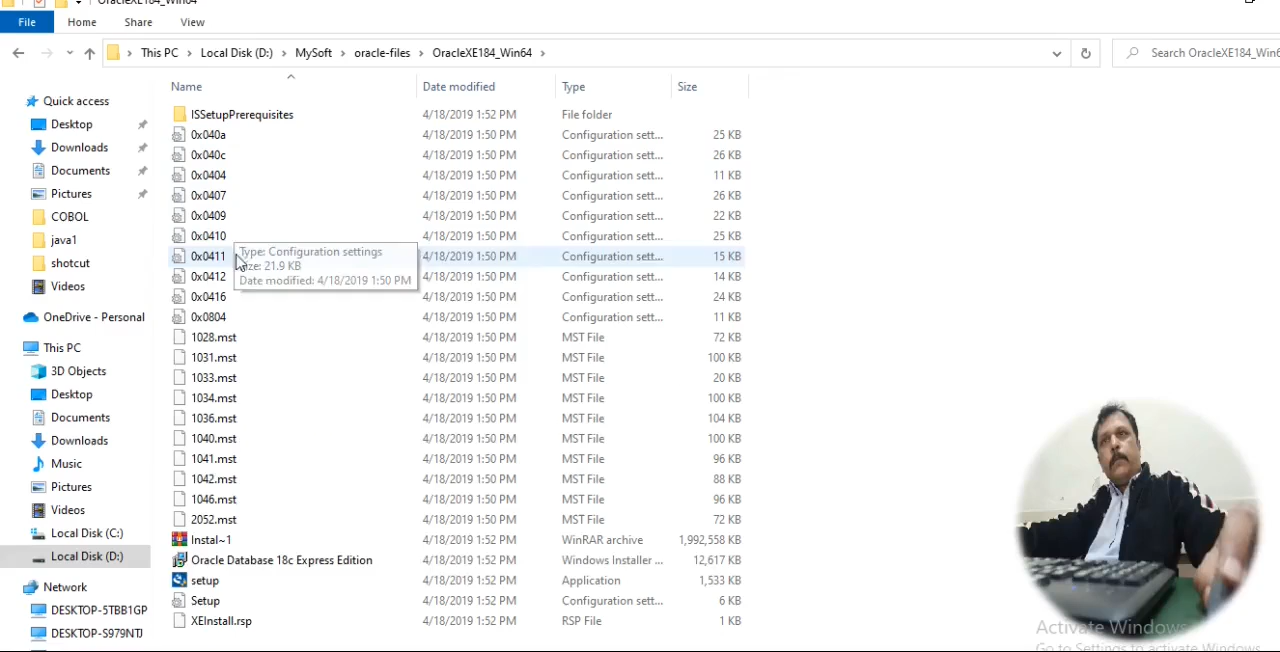 OracleXE184_Win64
File Home Share View
This PC Local Disk (D:) MySoft oracle-files OracleXE184_Win64
Search OracleXE184_Win6
Name Date modified Type Size
Quick access
Desktop
Downloads
Documents
Pictures
COBOL
java1
shotcut
Videos
OneDrive - Personal
This PC
3D Objects
Desktop
Documents
Downloads
Music
Pictures
Videos
Local Disk (C:)
Local Disk (D:)
Network
DESKTOP-5TBB1GP
DESKTOP-S979NTJ
ISSetupPrerequisites 4/18/2019 1:52 PM File folder
0x040a 4/18/2019 1:50 PM Configuration sett... 25 KB
0x040c 4/18/2019 1:50 PM Configuration sett... 26 KB
0x0404 4/18/2019 1:50 PM Configuration sett... 11 KB
0x0407 4/18/2019 1:50 PM Configuration sett... 26 KB
0x0409 4/18/2019 1:50 PM Configuration sett... 22 KB
0x0410 4/18/2019 1:50 PM Configuration sett... 25 KB
0x0411 4/18/2019 1:50 PM Configuration sett... 15 KB
0x0412 4/18/2019 1:50 PM Configuration sett... 14 KB
0x0416 4/18/2019 1:50 PM Configuration sett... 24 KB
0x0804 4/18/2019 1:50 PM Configuration sett... 11 KB
1028.mst 4/18/2019 1:50 PM MST File 72 KB
1031.mst 4/18/2019 1:50 PM MST File 100 KB
1033.mst 4/18/2019 1:50 PM MST File 20 KB
1034.mst 4/18/2019 1:50 PM MST File 100 KB
1036.mst 4/18/2019 1:50 PM MST File 104 KB
1040.mst 4/18/2019 1:50 PM MST File 100 KB
1041.mst 4/18/2019 1:50 PM MST File 96 KB
1042.mst 4/18/2019 1:50 PM MST File 88 KB
1046.mst 4/18/2019 1:50 PM MST File 96 KB
2052.mst 4/18/2019 1:50 PM MST File 72 KB
Instal~1 4/18/2019 1:52 PM WinRAR archive 1,992,558 KB
Oracle Database 18c Express Edition 4/18/2019 1:52 PM Windows Installer ... 12,617 KB
setup 4/18/2019 1:52 PM Application 1,533 KB
Setup 4/18/2019 1:52 PM Configuration sett... 6 KB
XEInstall.rsp 4/18/2019 1:52 PM RSP File 1 KB
Type: Configuration settings
ize: 21.9 KB
Date modified: 4/18/2019 1:50 PM
Activate Windows
Go to Settings to activate Windows.